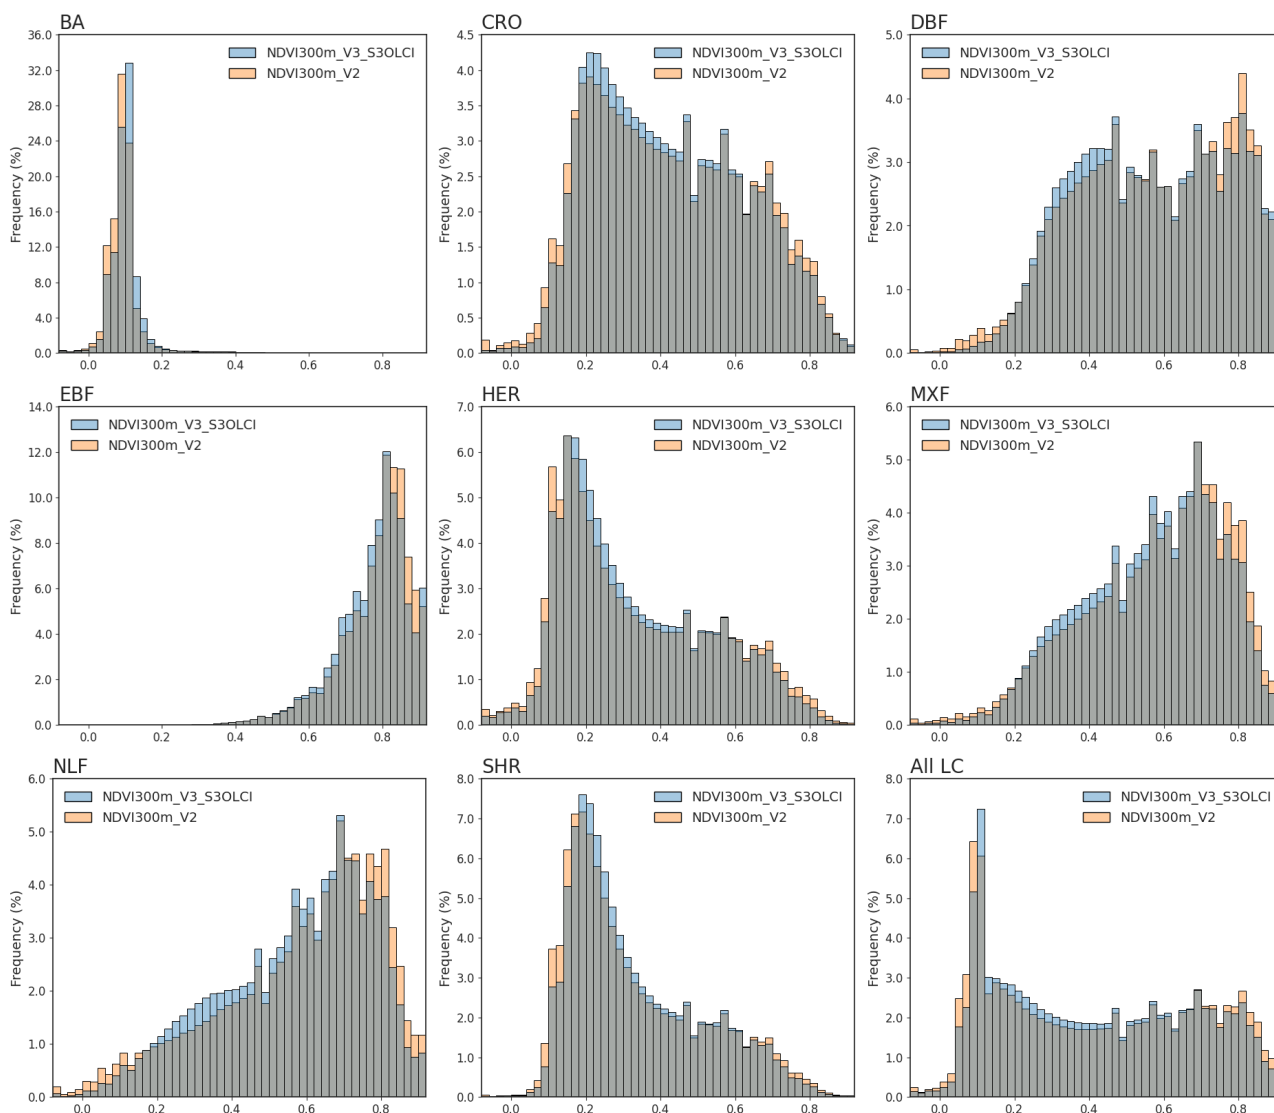 BA
36.0
32.0
28.0
24.0
20.0
16.0
12.0
8.0
4.0
0.0
Frequency (%)
NDVI300m_V3_S3OLCI
NDVI300m_V2
0.0 0.2 0.4 0.6 0.8
CRO
4.5
4.0
3.5
3.0
2.5
2.0
1.5
1.0
0.5
0.0
Frequency (%)
NDVI300m_V3_S3OLCI
NDVI300m_V2
0.0 0.2 0.4 0.6 0.8
DBF
5.0
4.0
3.0
2.0
1.0
0.0
Frequency (%)
NDVI300m_V3_S3OLCI
NDVI300m_V2
0.0 0.2 0.4 0.6 0.8
EBF
14.0
12.0
10.0
8.0
6.0
4.0
2.0
0.0
Frequency (%)
NDVI300m_V3_S3OLCI
NDVI300m_V2
0.0 0.2 0.4 0.6 0.8
HER
7.0
6.0
5.0
4.0
3.0
2.0
1.0
0.0
Frequency (%)
NDVI300m_V3_S3OLCI
NDVI300m_V2
0.0 0.2 0.4 0.6 0.8
MXF
6.0
5.0
4.0
3.0
2.0
1.0
0.0
Frequency (%)
NDVI300m_V3_S3OLCI
NDVI300m_V2
0.0 0.2 0.4 0.6 0.8
NLF
6.0
5.0
4.0
3.0
2.0
1.0
0.0
Frequency (%)
NDVI300m_V3_S3OLCI
NDVI300m_V2
0.0 0.2 0.4 0.6 0.8
SHR
8.0
7.0
6.0
5.0
4.0
3.0
2.0
1.0
0.0
Frequency (%)
NDVI300m_V3_S3OLCI
NDVI300m_V2
0.0 0.2 0.4 0.6 0.8
All LC
8.0
7.0
6.0
5.0
4.0
3.0
2.0
1.0
0.0
Frequency (%)
NDVI300m_V3_S3OLCI
NDVI300m_V2
0.0 0.2 0.4 0.6 0.8